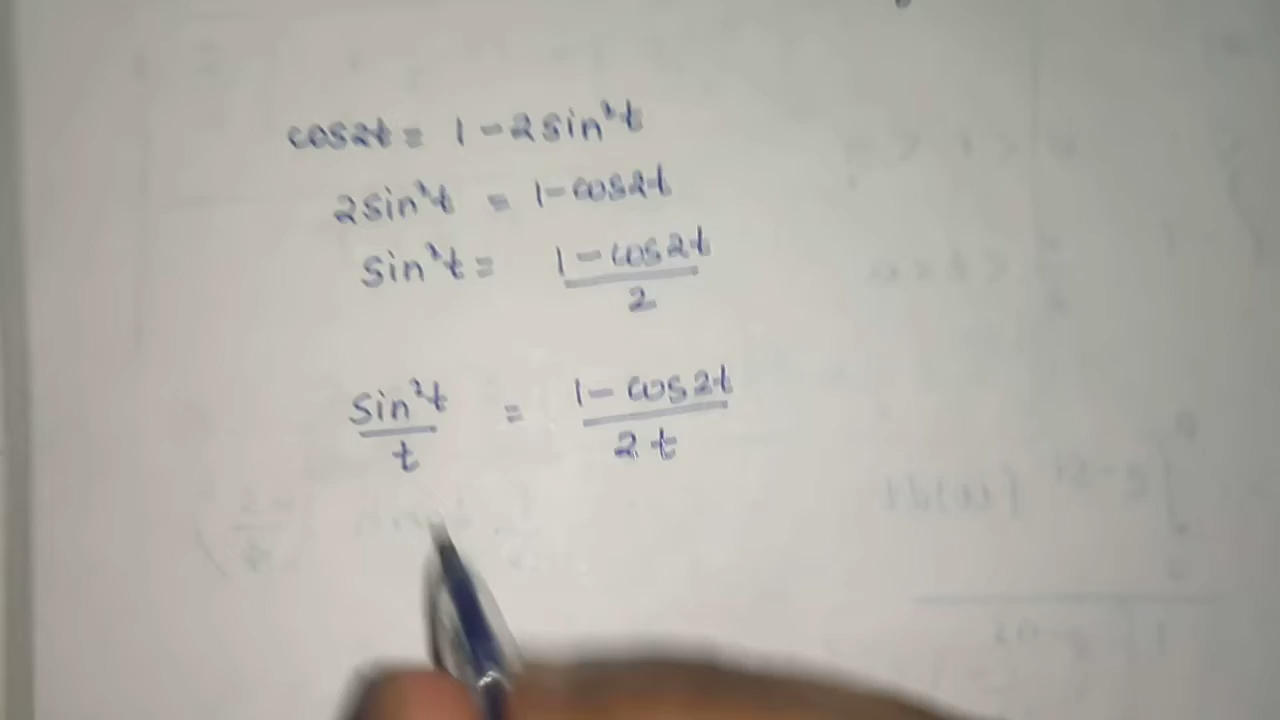 cos2t = 1 - 2sin²t
2sin²t = 1 - cos2t
sin²t = (1 - cos2t)/2
sin²t/t = (1 - cos2t)/2t